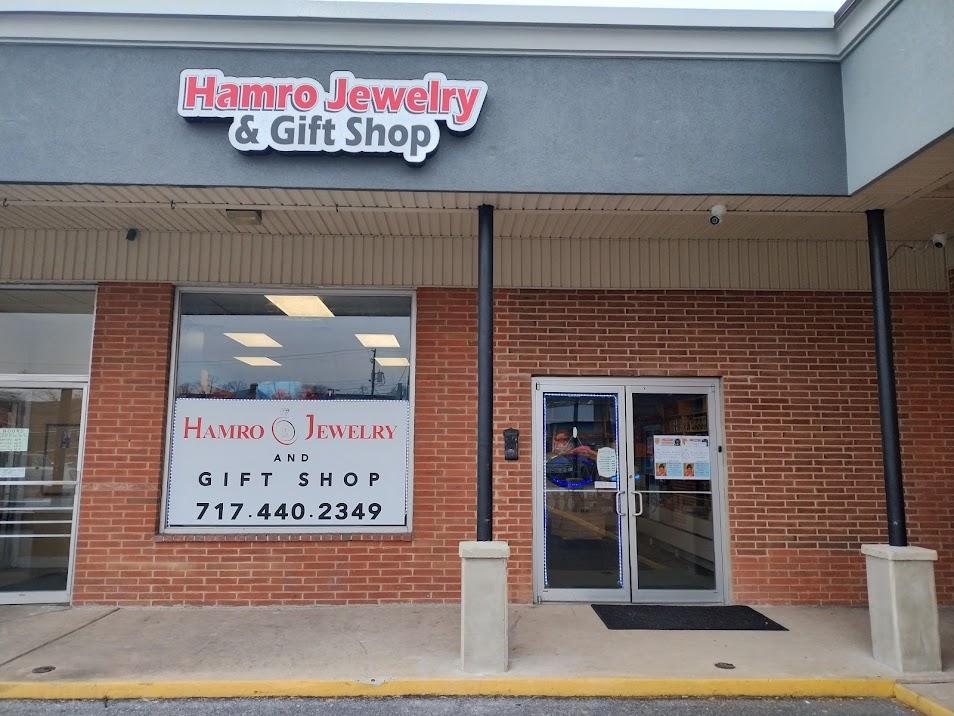 Hamro Jewelry
& Gift Shop
HAMRO JEWELRY
AND
GIFT SHOP
717.440.2349